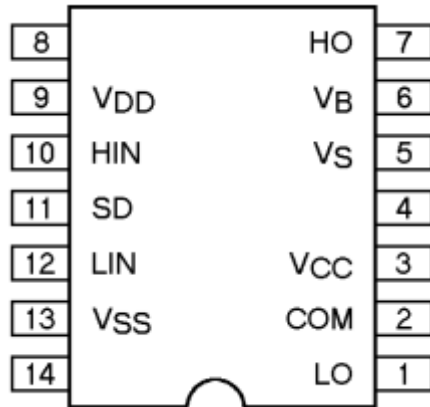 8 HO 7
9 VDD VB 6
10 HIN VS 5
11 SD 4
12 LIN VCC 3
13 VSS COM 2
14 LO 1